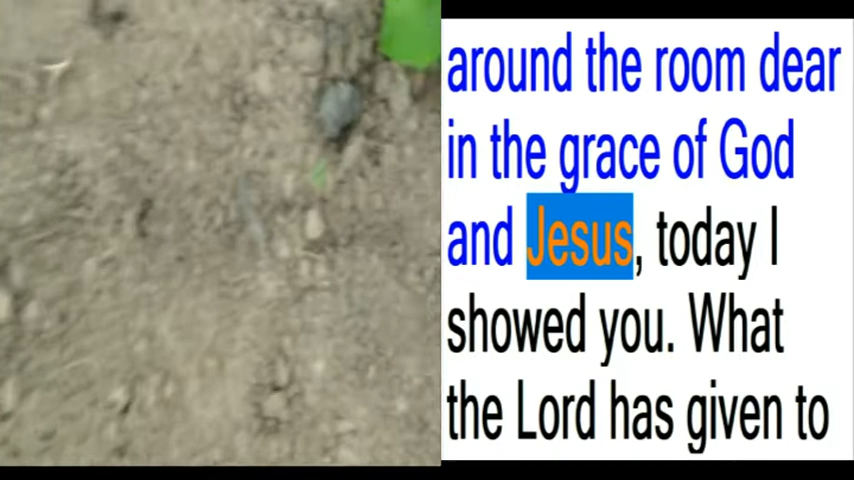 around the room dear
in the grace of God
and Jesus, today I
showed you. What
the Lord has given to